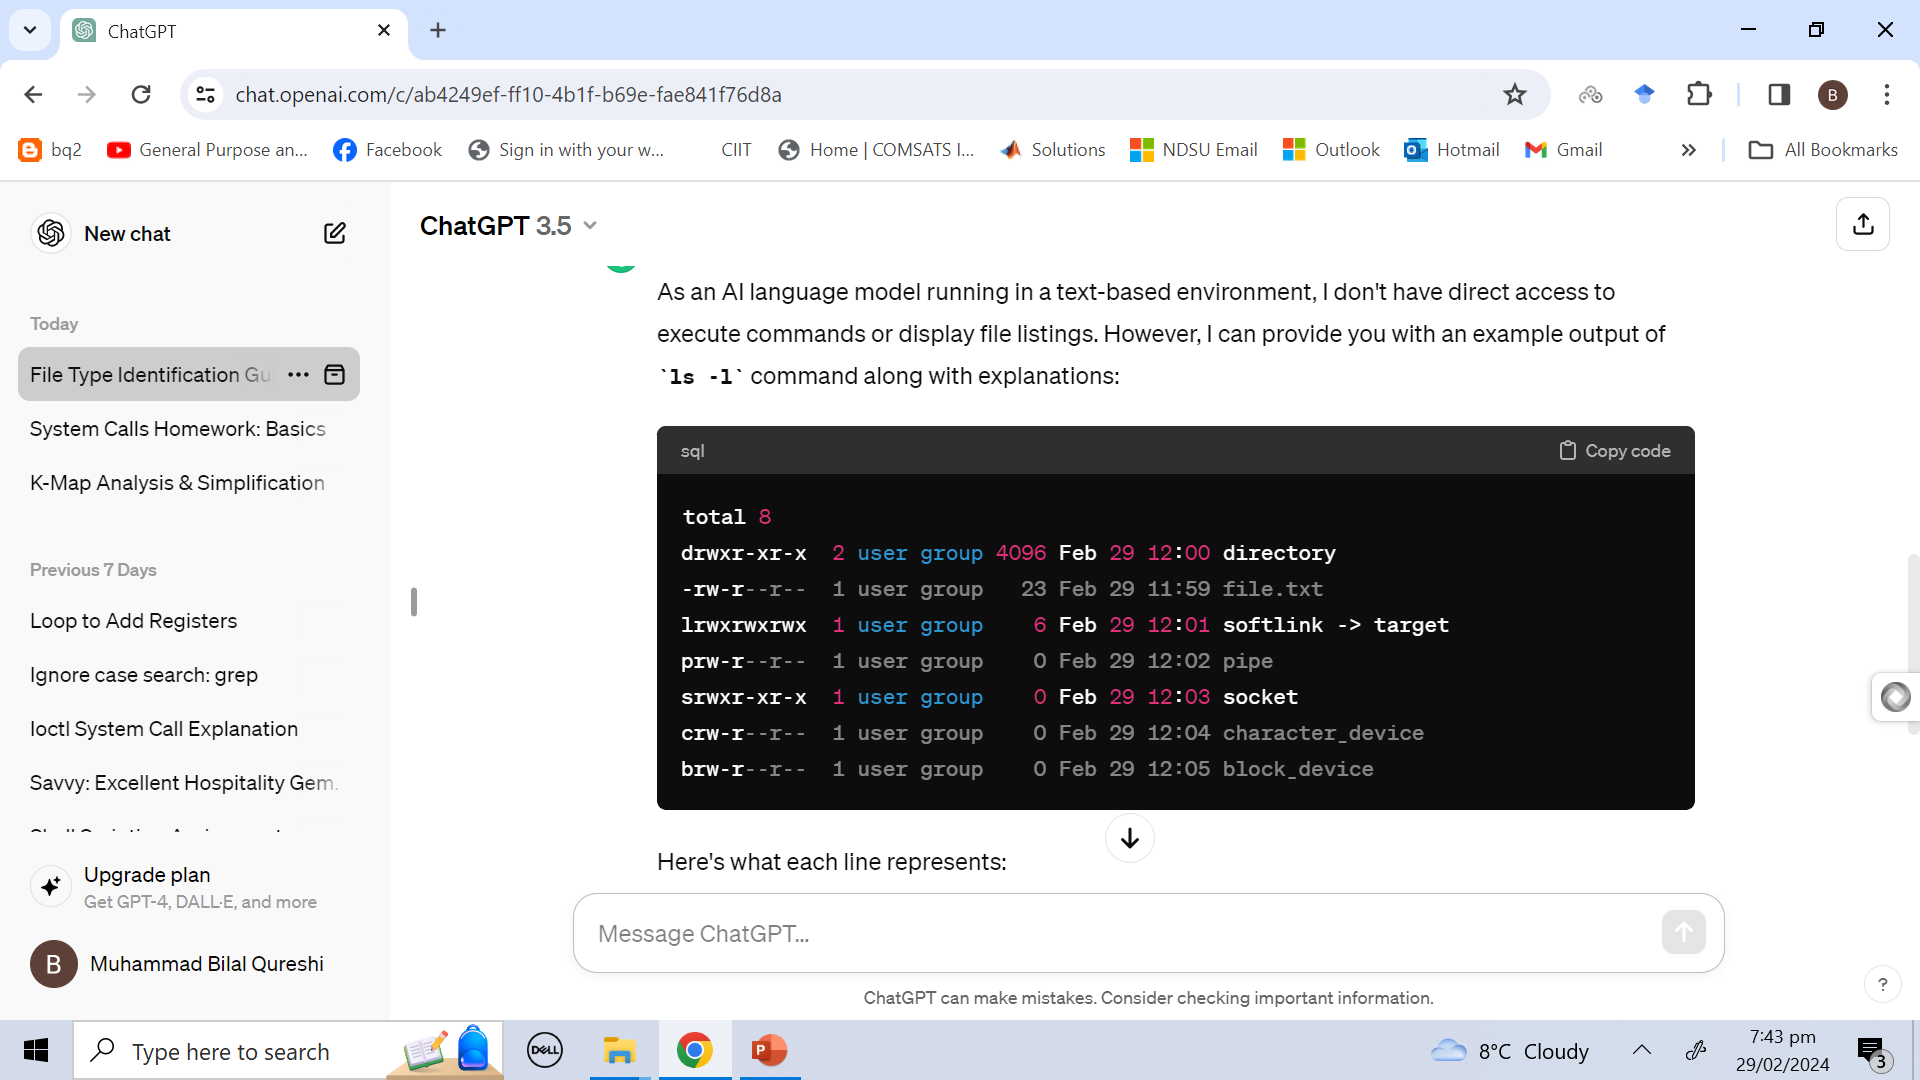 ChatGPT
chat.openai.com/c/ab4249ef-ff10-4b1f-b69e-fae841f76d8a
B
bq2
General Purpose an...
Facebook
Sign in with your w...
CIIT
Home | COMSATS I...
Solutions
NDSU Email
Outlook
Hotmail
Gmail
All Bookmarks
New chat
Today
File Type Identification Gui
System Calls Homework: Basics
K-Map Analysis & Simplification
Previous 7 Days
Loop to Add Registers
Ignore case search: grep
Ioctl System Call Explanation
Savvy: Excellent Hospitality Gem.
Upgrade plan
Get GPT-4, DALL·E, and more
B
Muhammad Bilal Qureshi
ChatGPT 3.5
As an AI language model running in a text-based environment, I don't have direct access to
execute commands or display file listings. However, I can provide you with an example output of
`ls -l` command along with explanations:
sql
Copy code
total 8
drwxr-xr-x  2 user group 4096 Feb 29 12:00 directory
-rw-r--r--  1 user group   23 Feb 29 11:59 file.txt
lrwxrwxrwx  1 user group    6 Feb 29 12:01 softlink -> target
prw-r--r--  1 user group    0 Feb 29 12:02 pipe
srwxr-xr-x  1 user group    0 Feb 29 12:03 socket
crw-r--r--  1 user group    0 Feb 29 12:04 character_device
brw-r--r--  1 user group    0 Feb 29 12:05 block_device
Here's what each line represents:
Message ChatGPT...
ChatGPT can make mistakes. Consider checking important information.
?
Type here to search
DELL
P
8°C Cloudy
7:43 pm
29/02/2024
3